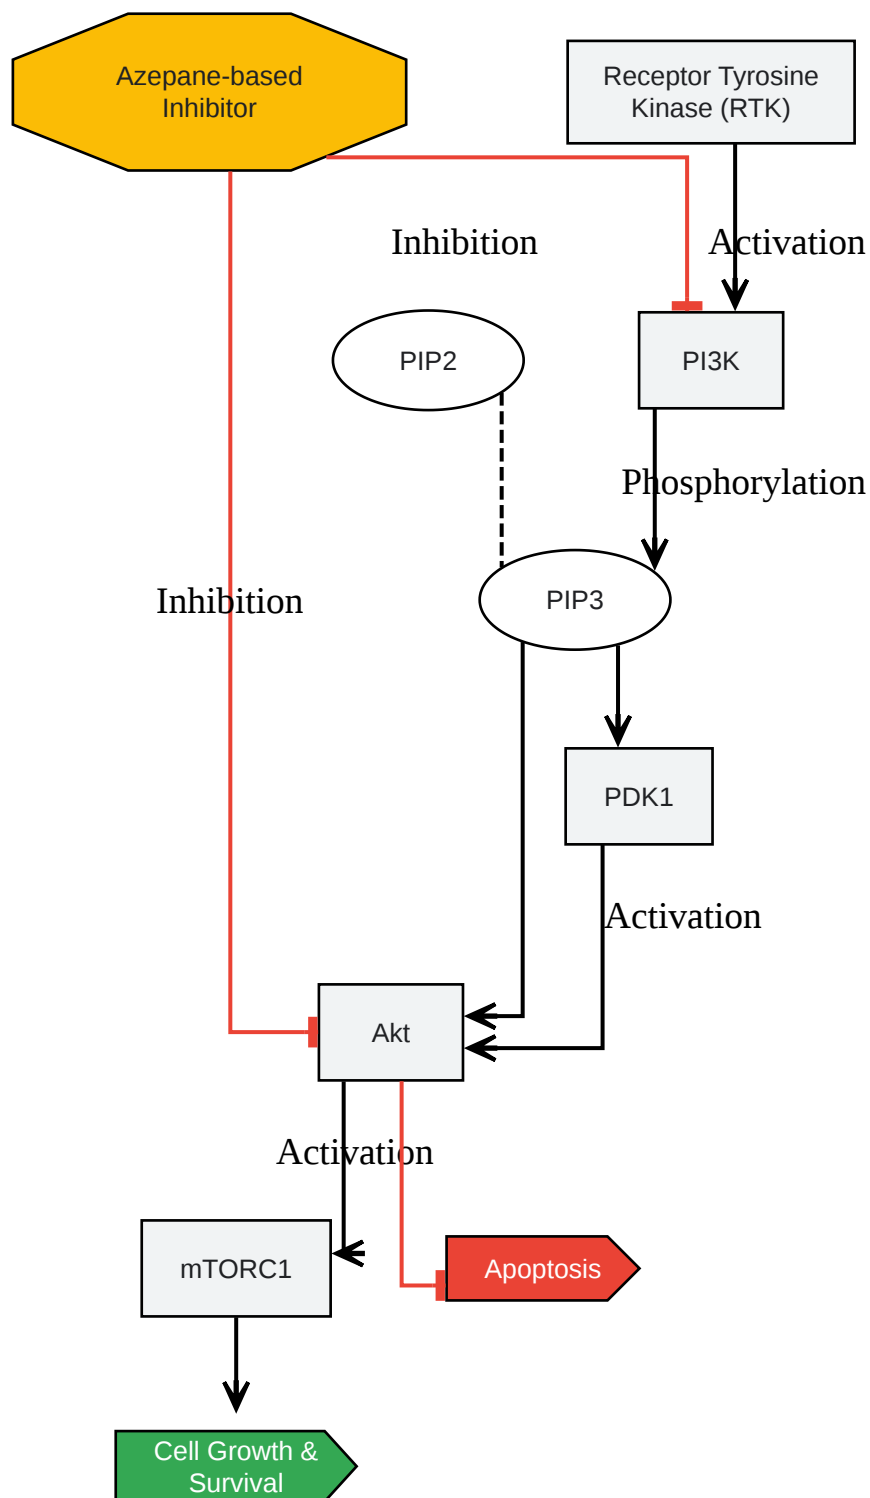 Azepane-based
Inhibitor
Receptor Tyrosine
Kinase (RTK)
Inhibition
Activation
PIP2
PI3K
Phosphorylation
Inhibition
PIP3
PDK1
Activation
Akt
Activation
mTORC1
Apoptosis
Cell Growth &
Survival